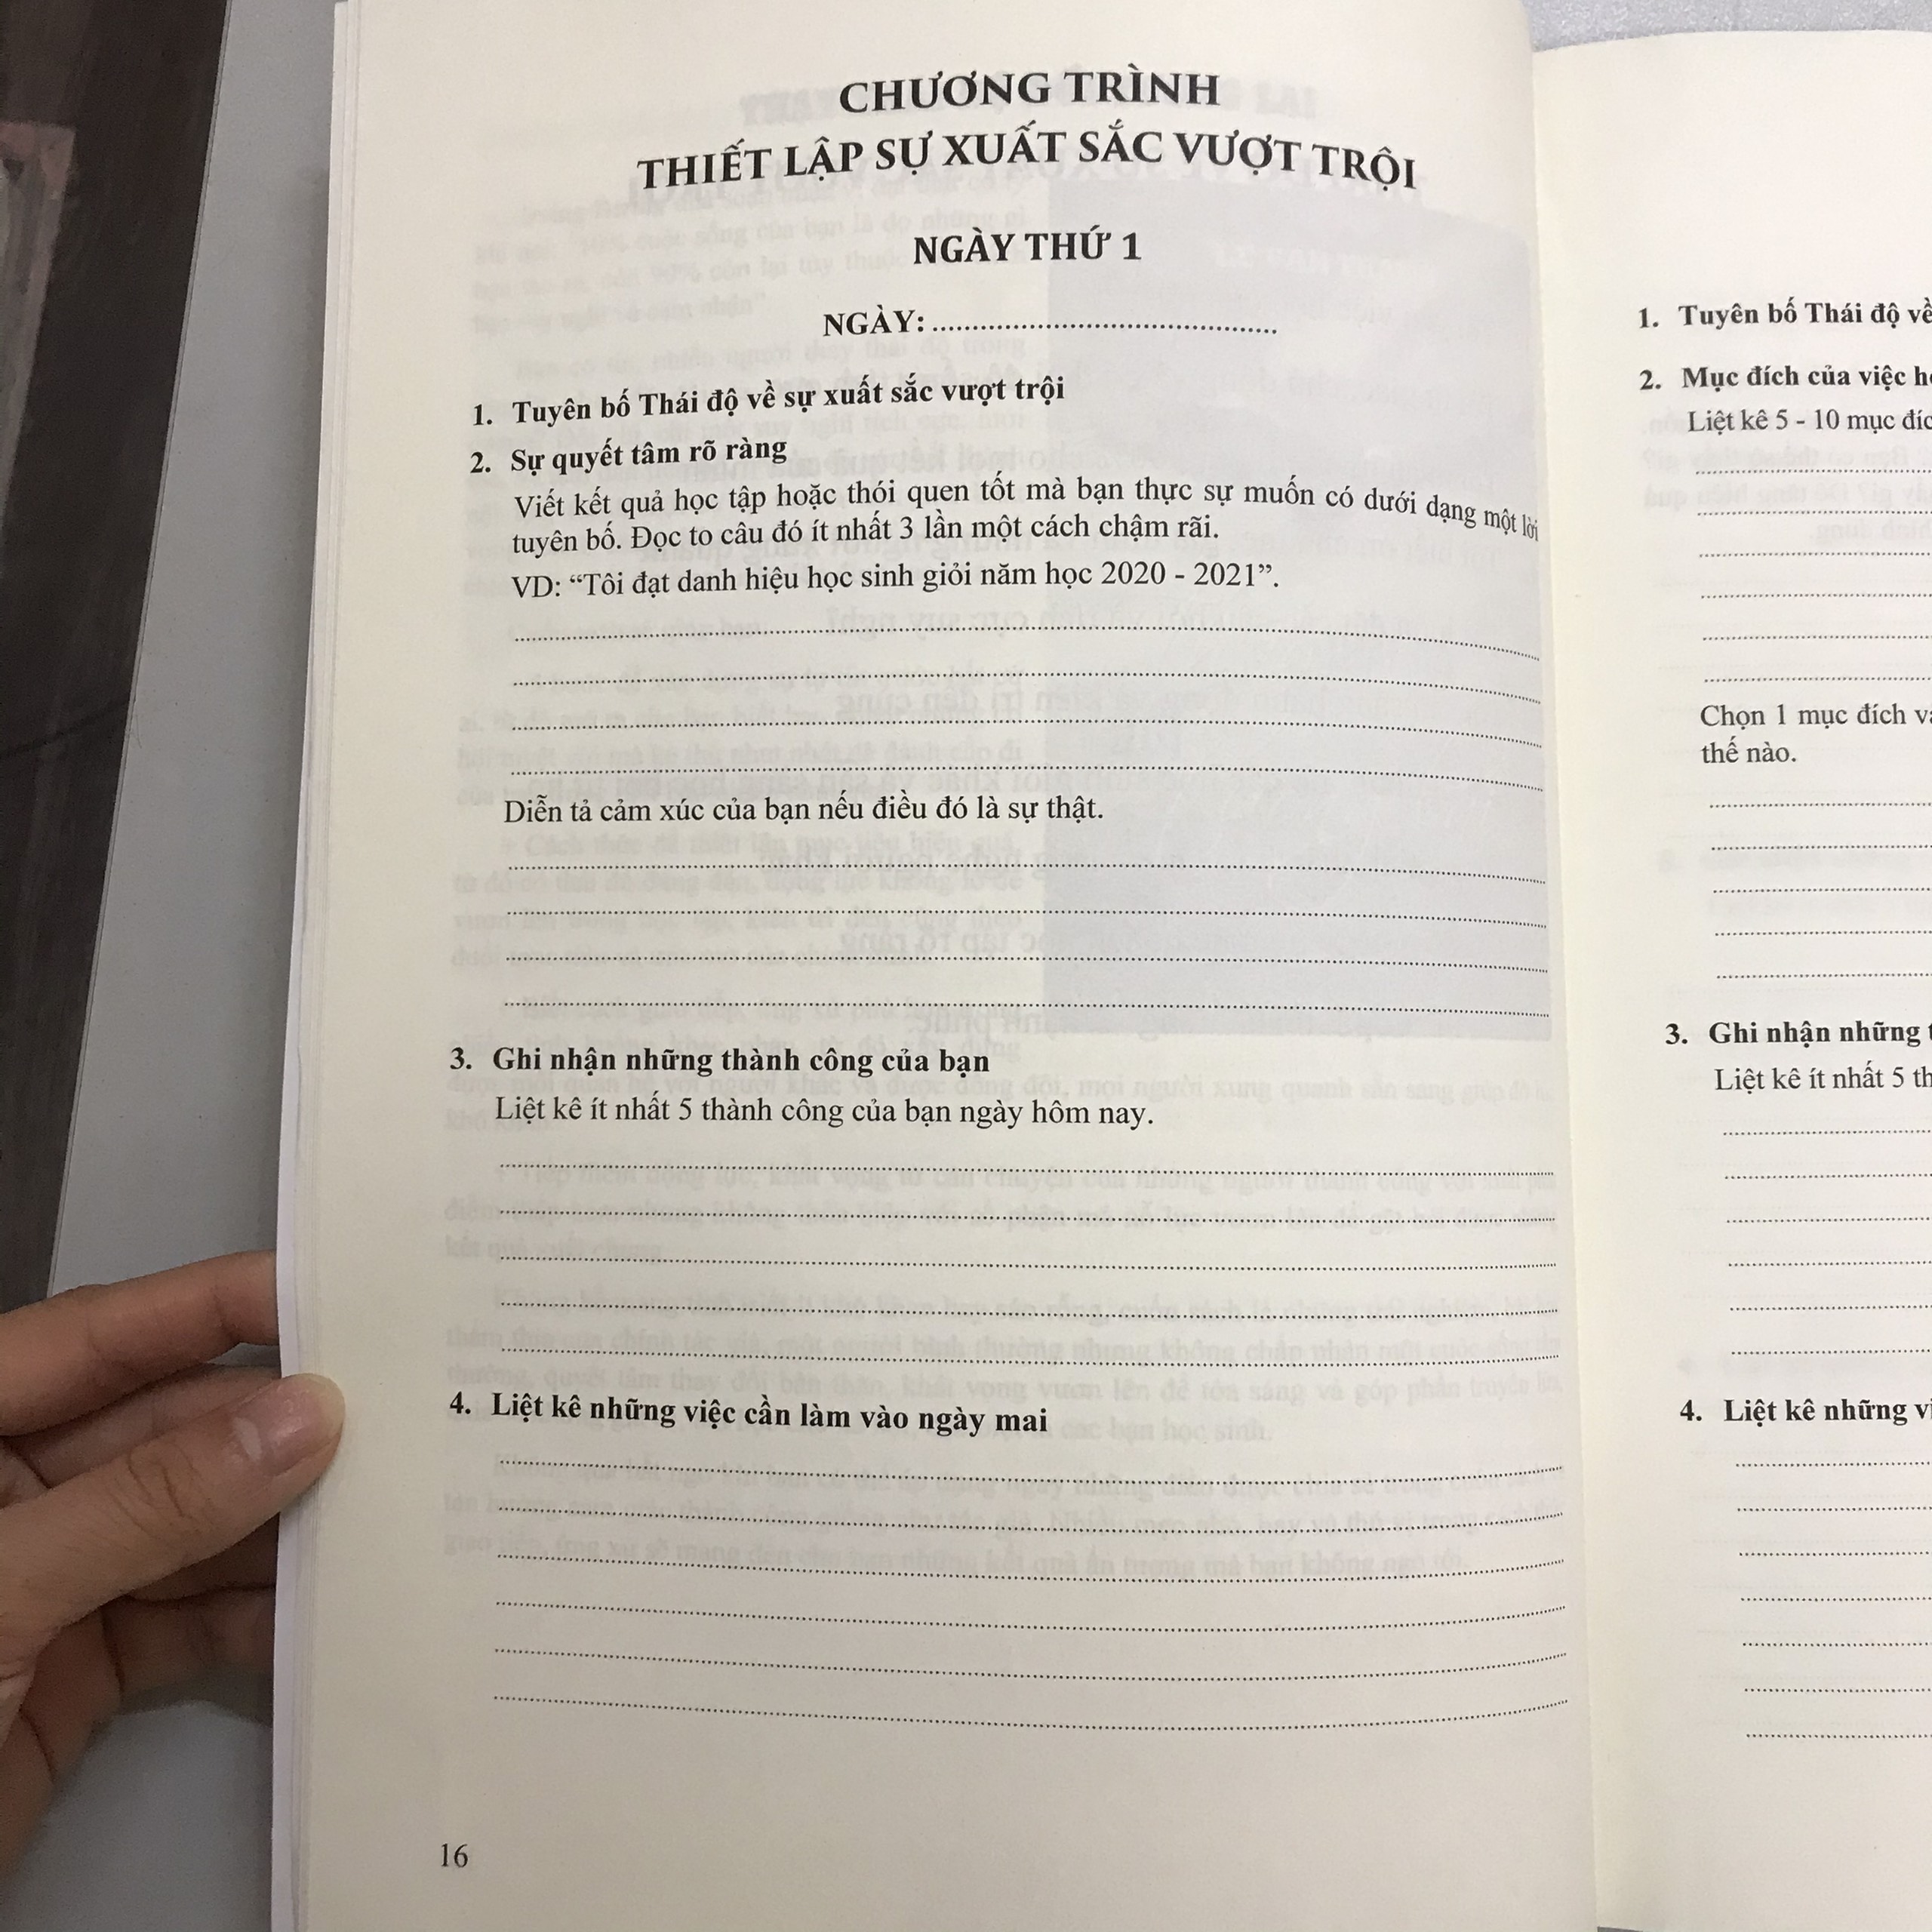 CHƯƠNG TRÌNH
THIẾT LẬP SỰ XUẤT SẮC VƯỢT TRỘI
NGÀY THỨ 1
NGÀY: ............................................
1. Tuyên bố Thái độ về sự xuất sắc vượt trội
2. Sự quyết tâm rõ ràng
Viết kết quả học tập hoặc thói quen tốt mà bạn thực sự muốn có dưới dạng một lời
tuyên bố. Đọc to câu đó ít nhất 3 lần một cách chậm rãi.
VD: “Tôi đạt danh hiệu học sinh giỏi năm học 2020 - 2021”.
Diễn tả cảm xúc của bạn nếu điều đó là sự thật.
3. Ghi nhận những thành công của bạn
Liệt kê ít nhất 5 thành công của bạn ngày hôm nay.
4. Liệt kê những việc cần làm vào ngày mai
16
1. Tuyên bố Thái độ về
2. Mục đích của việc
Liệt kê 5 - 10 mục
Chọn 1 mục đích
thế nào.
3. Ghi nhận những
Liệt kê ít nhất 5
4. Liệt kê những